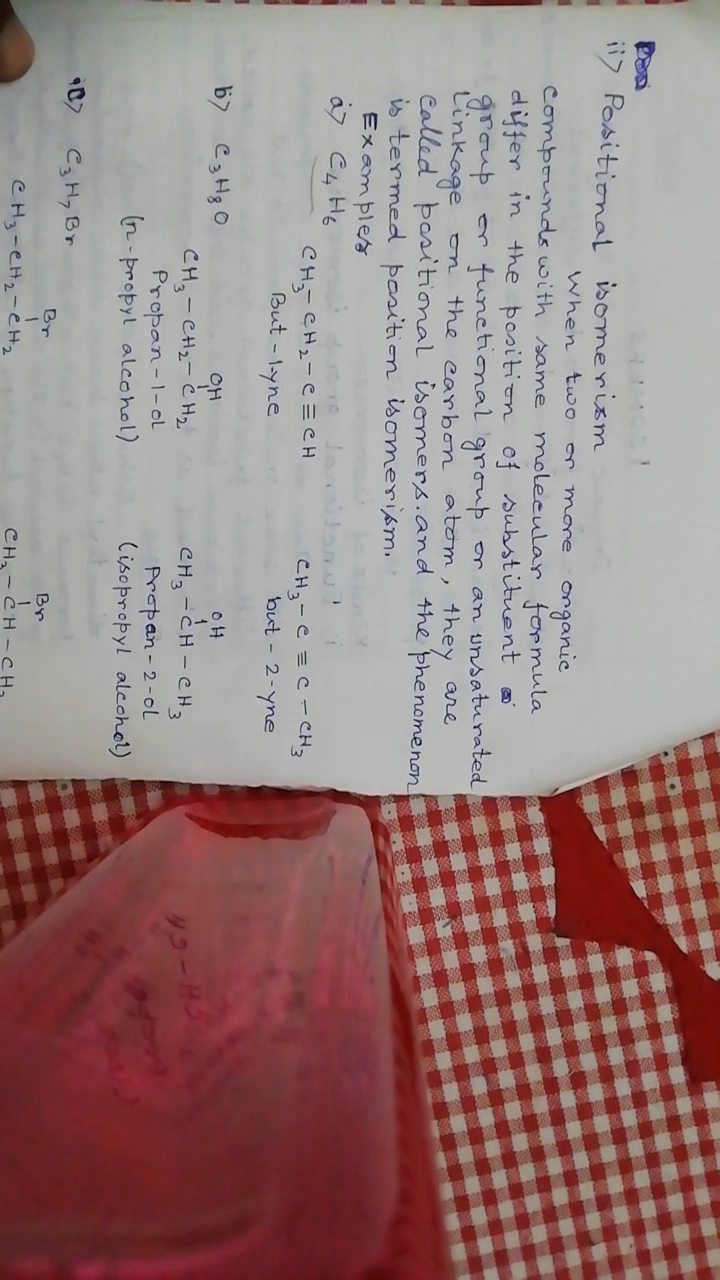 ii> Positional isomerism
When two or more organic
compounds with same molecular formula
differ in the position of substituent
group or functional group or an unsaturated
linkage on the carbon atom, they are
called positional isomers. and the phenomenon
is termed position isomerism.
Examples
a> C4H6
CH3-CH2-C≡CH CH3-C≡C-CH3
But-1-yne but-2-yne
b> C3H8O
OH OH
CH3-CH2-CH2 CH3-CH-CH3
Propan-1-ol Propan-2-ol
(n-propyl alcohol) (isopropyl alcohol)
c> C3H7Br
Br Br
CH3-CH2-CH2 CH3-CH-CH3